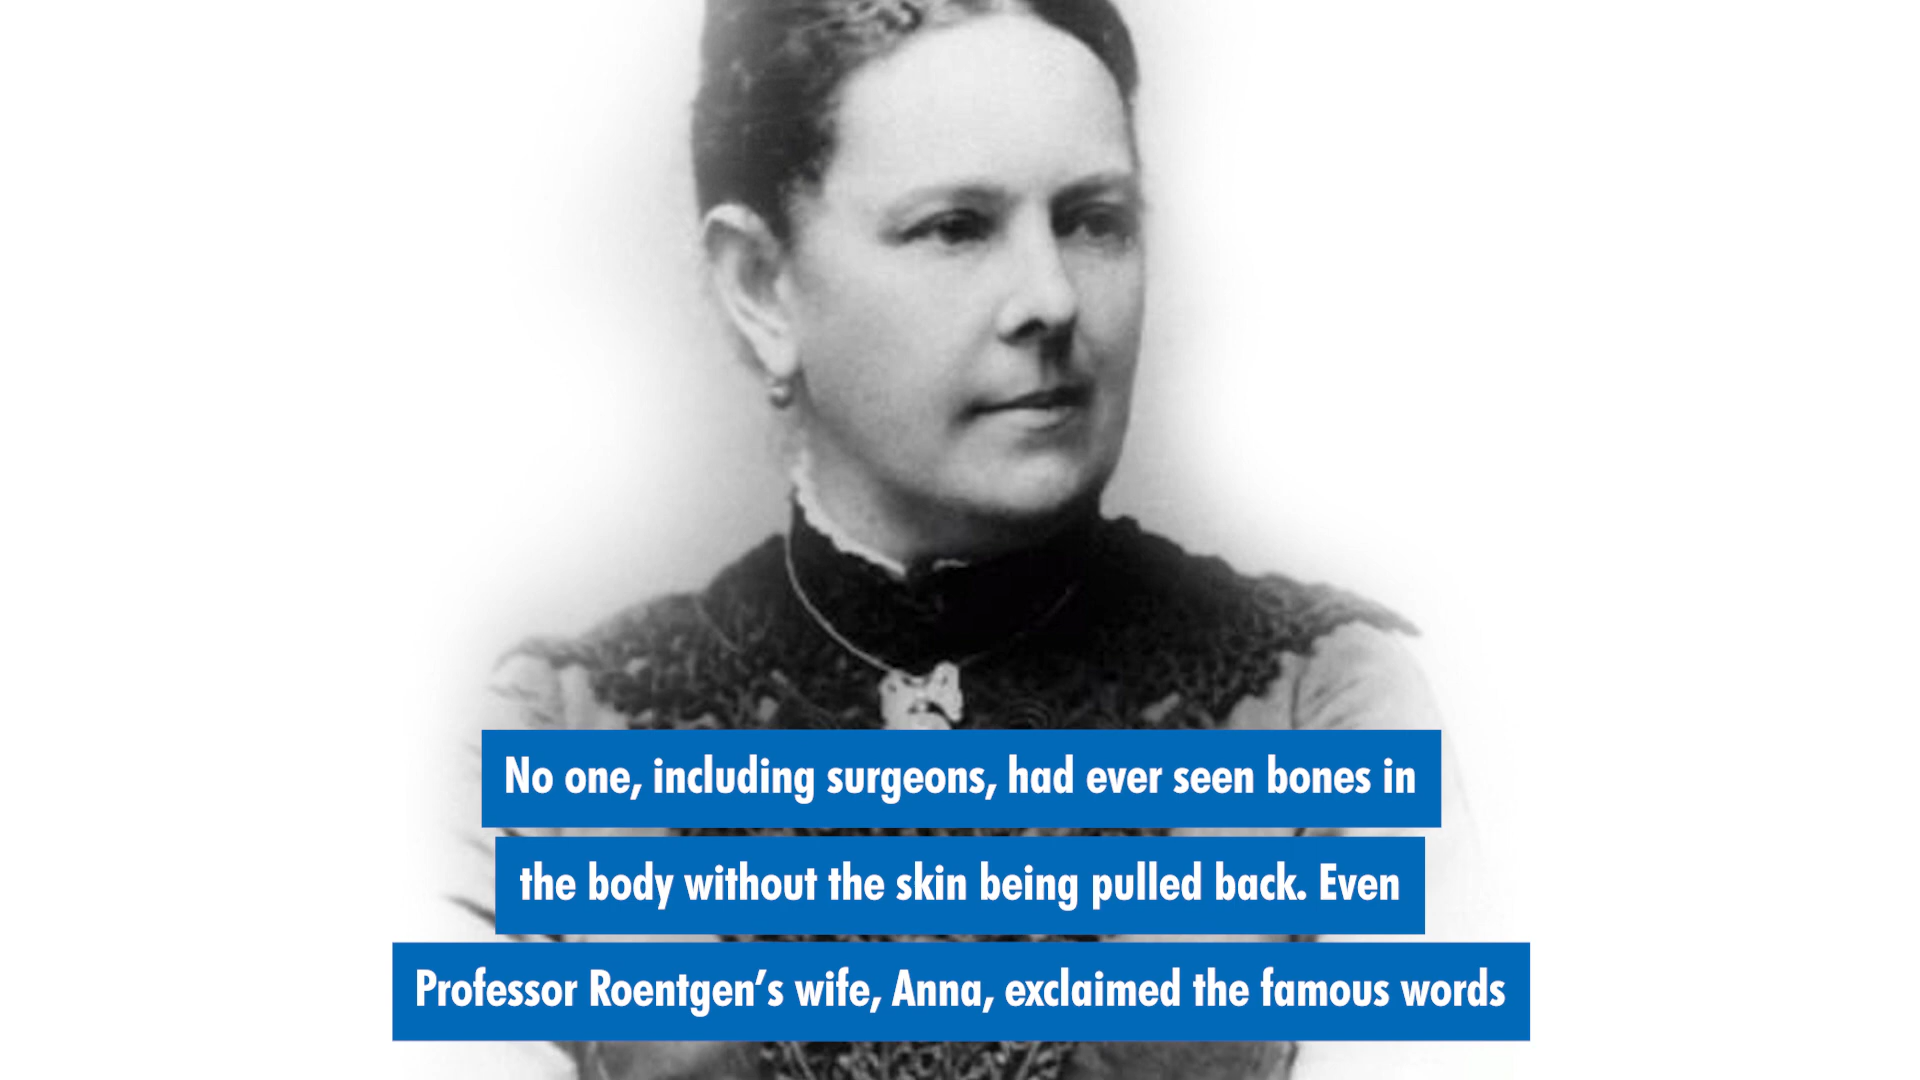 No one, including surgeons, had ever seen bones in
the body without the skin being pulled back. Even
Professor Roentgen’s wife, Anna, exclaimed the famous words